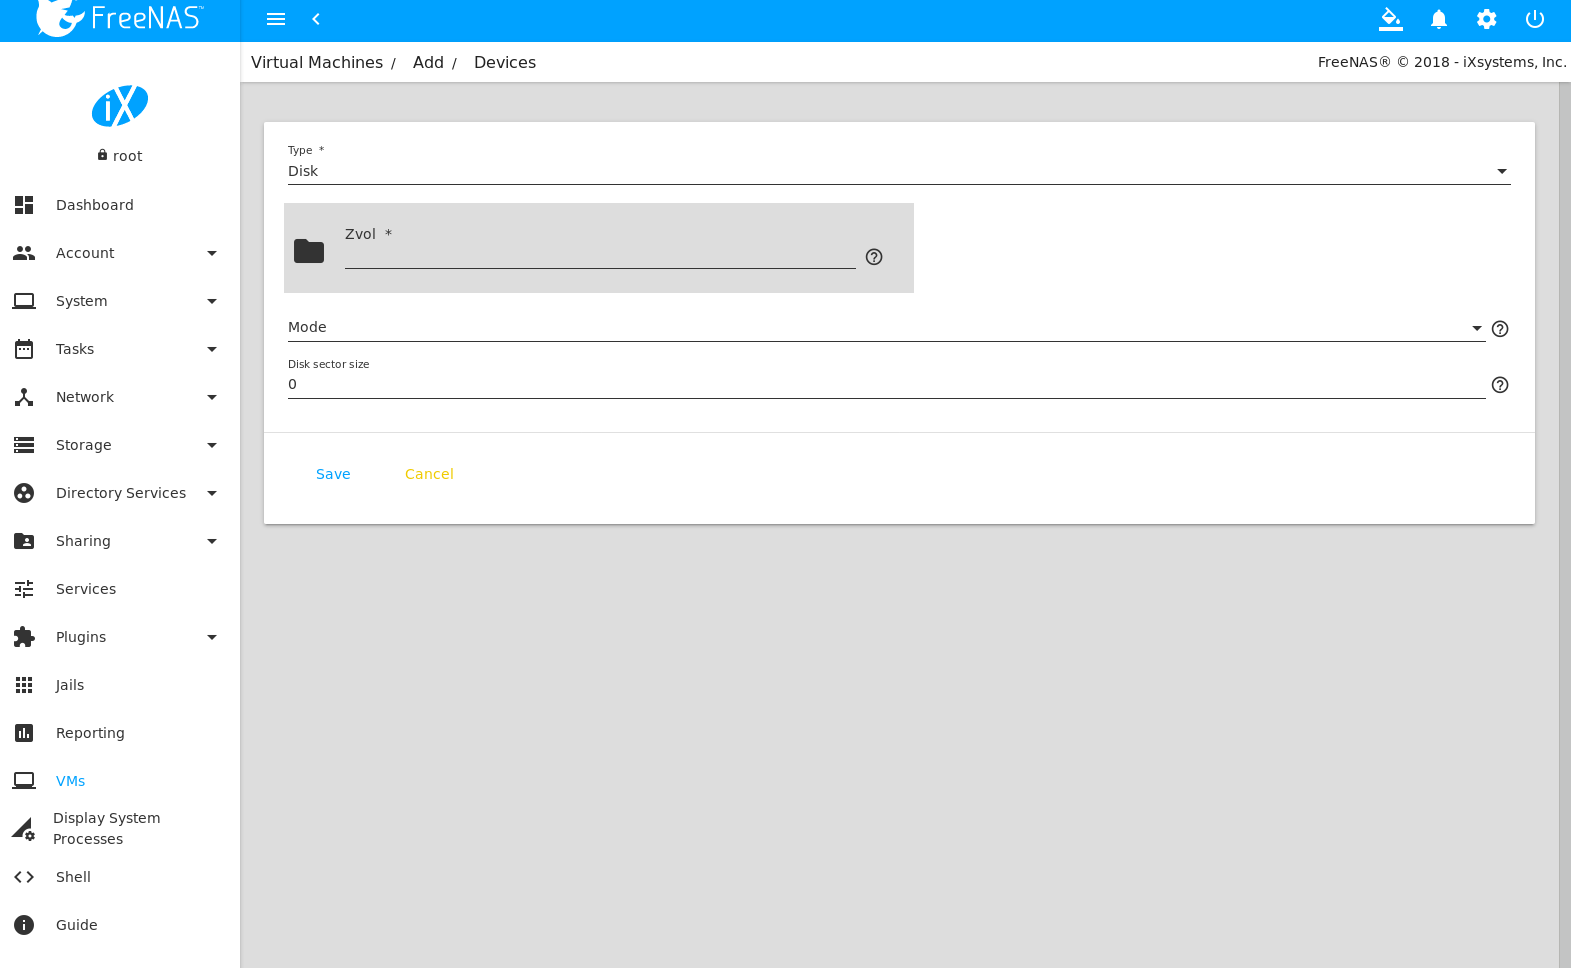 FreeNAS™
Virtual Machines / Add / Devices
FreeNAS® © 2018 - iXsystems, Inc.
iX
root
Dashboard
Account
System
Tasks
Network
Storage
Directory Services
Sharing
Services
Plugins
Jails
Reporting
VMs
Display System
Processes
Shell
Guide
Type *
Disk
Zvol *
Mode
Disk sector size
0
Save
Cancel